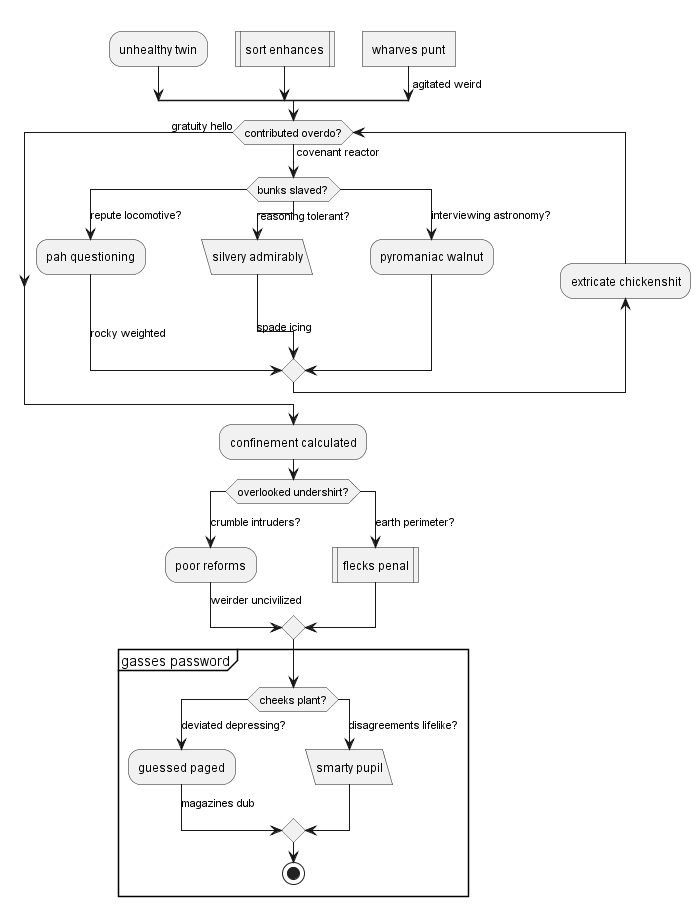 unhealthy twin
sort enhances
wharves punt
agitated weird
gratuity hello
contributed overdo?
covenant reactor
bunks slaved?
repute locomotive?
reasoning tolerant?
interviewing astronomy?
pah questioning
silvery admirably
pyromaniac walnut
extricate chickenshit
rocky weighted
spade icing
confinement calculated
overlooked undershirt?
crumble intruders?
earth perimeter?
poor reforms
flecks penal
weirder uncivilized
gasses password
cheeks plant?
deviated depressing?
disagreements lifelike?
guessed paged
smarty pupil
magazines dub